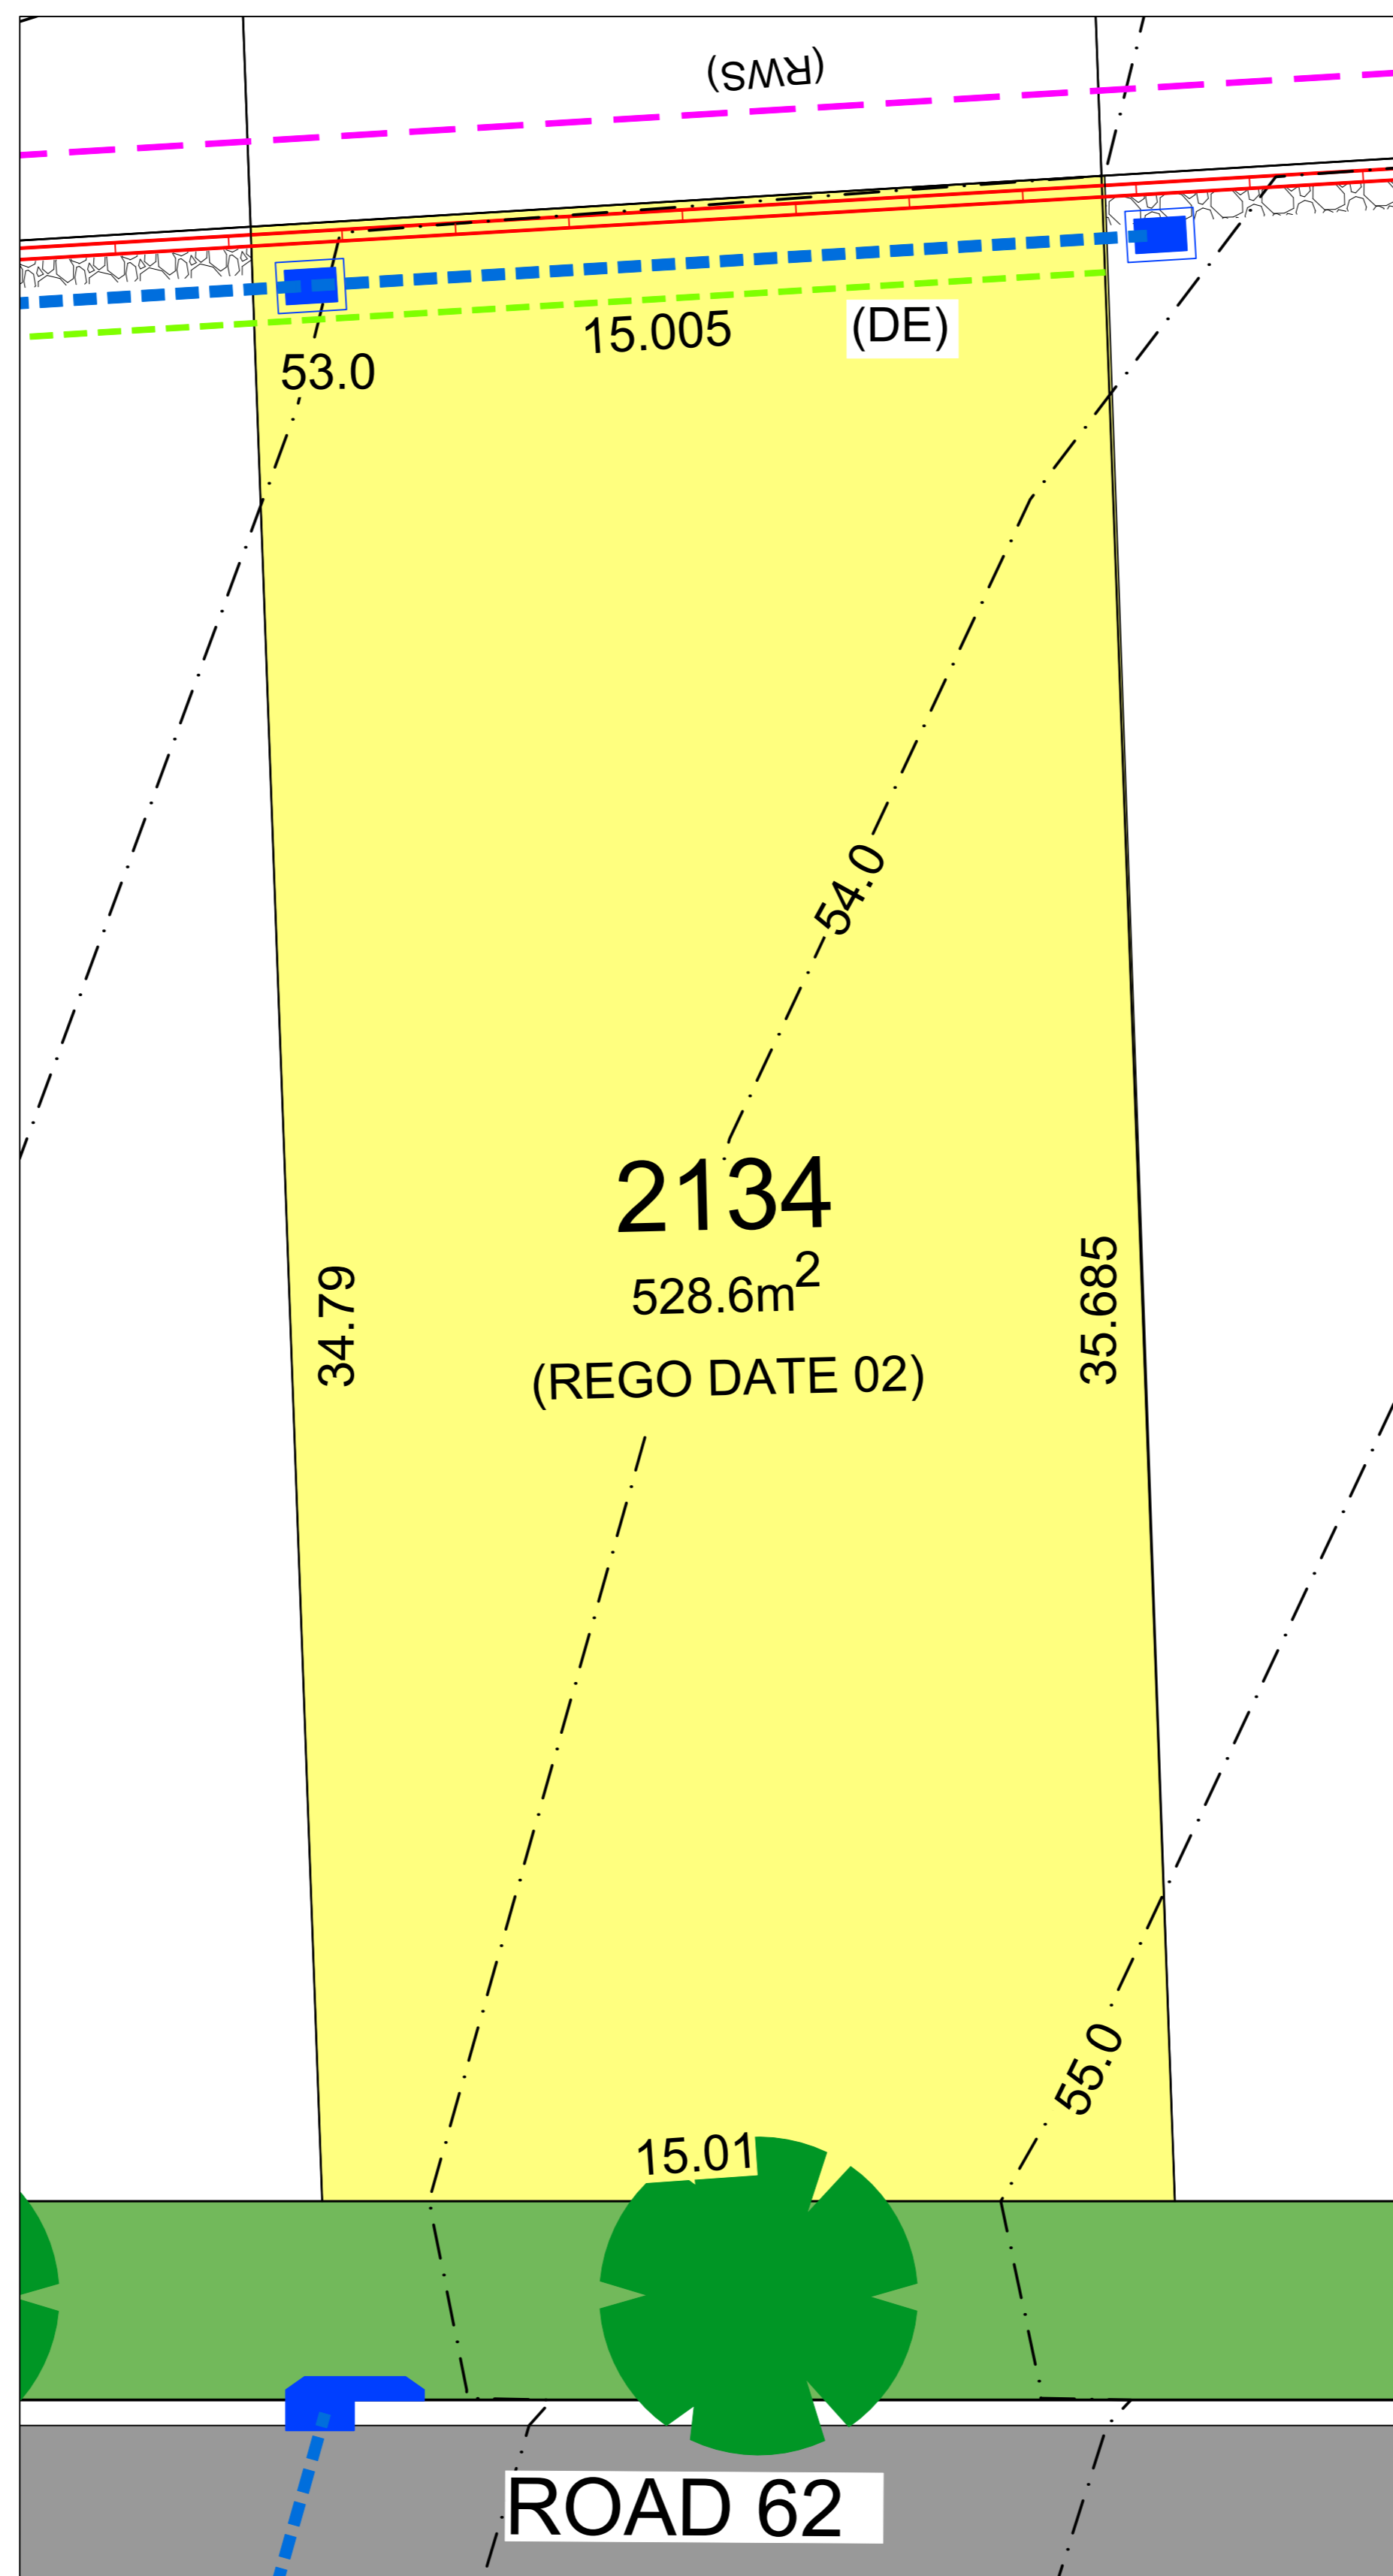 (RWS)
15.005
(DE)
53.0
54.0
2134
528.6m²
(REGO DATE 02)
34.79
35.685
55.0
15.01
ROAD 62